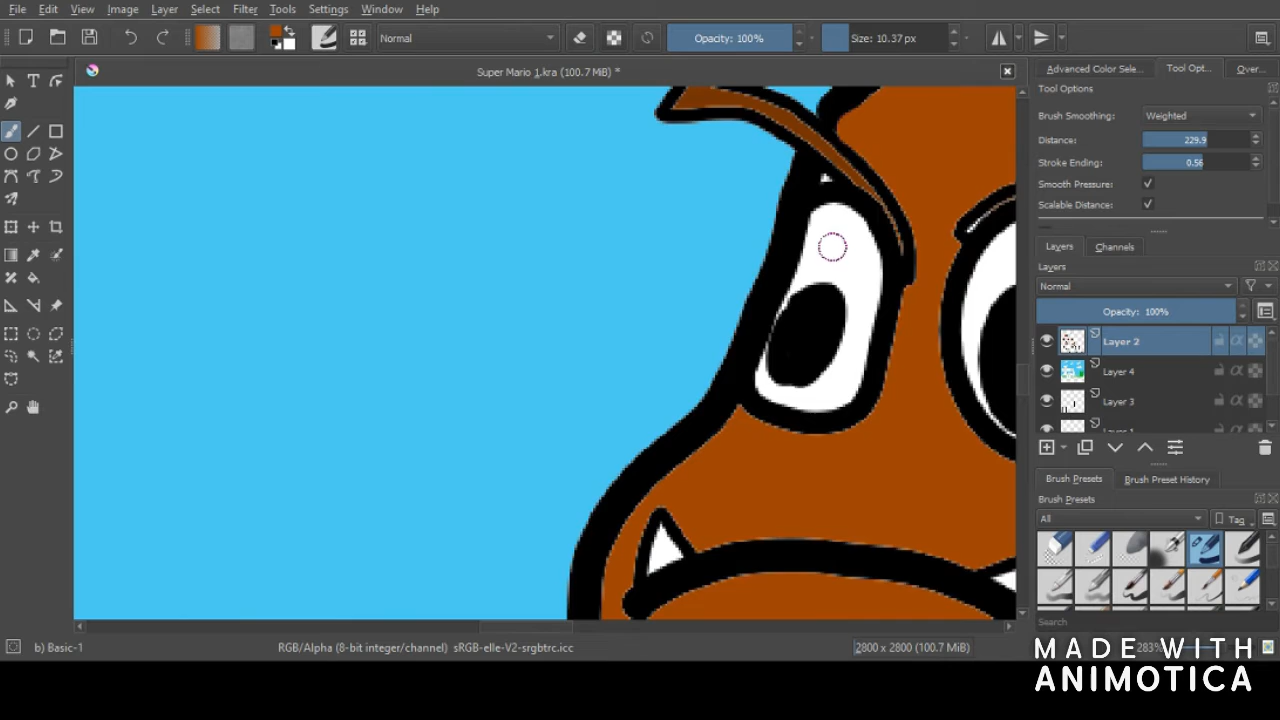 File Edit View Image Layer Select Filter Tools Settings Window Help
Normal Opacity: 100% Size: 10.37 px
Super Mario 1.kra (100.7 MiB) *
Advanced Color Sele... Tool Opt... Over...
Tool Options
Brush Smoothing: Weighted
Distance: 229.9
Stroke Ending: 0.56
Smooth Pressure:
Scalable Distance:
Layers Channels
Layers
Normal
Opacity: 100%
Layer 2
Layer 4
Layer 3
Brush Presets Brush Preset History
Brush Presets
All Tag
Search
b) Basic-1 RGB/Alpha (8-bit integer/channel) sRGB-elle-V2-srgbtrc.icc 2800 x 2800 (100.7 MiB) 283%
MADE WITH
ANIMOTICA